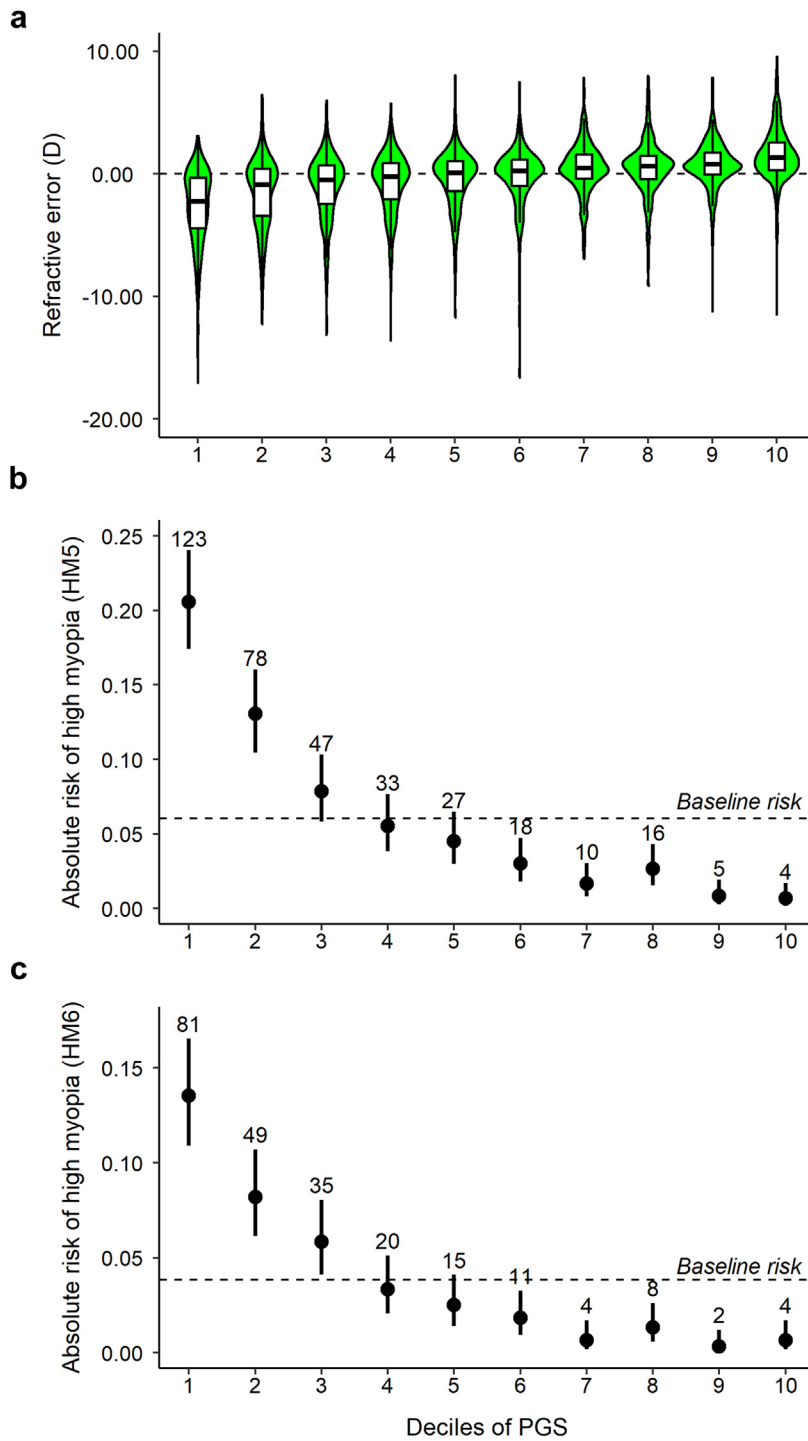 a
10.00
0.00
-10.00
-20.00
Refractive error (D)
1 2 3 4 5 6 7 8 9 10
b
0.25
0.20
0.15
0.10
0.05
0.00
Absolute risk of high myopia (HM5)
123
78
47
33
27
18
10
16
5
4
Baseline risk
1 2 3 4 5 6 7 8 9 10
c
0.15
0.10
0.05
0.00
Absolute risk of high myopia (HM6)
81
49
35
20
15
11
4
8
2
4
Baseline risk
1 2 3 4 5 6 7 8 9 10
Deciles of PGS